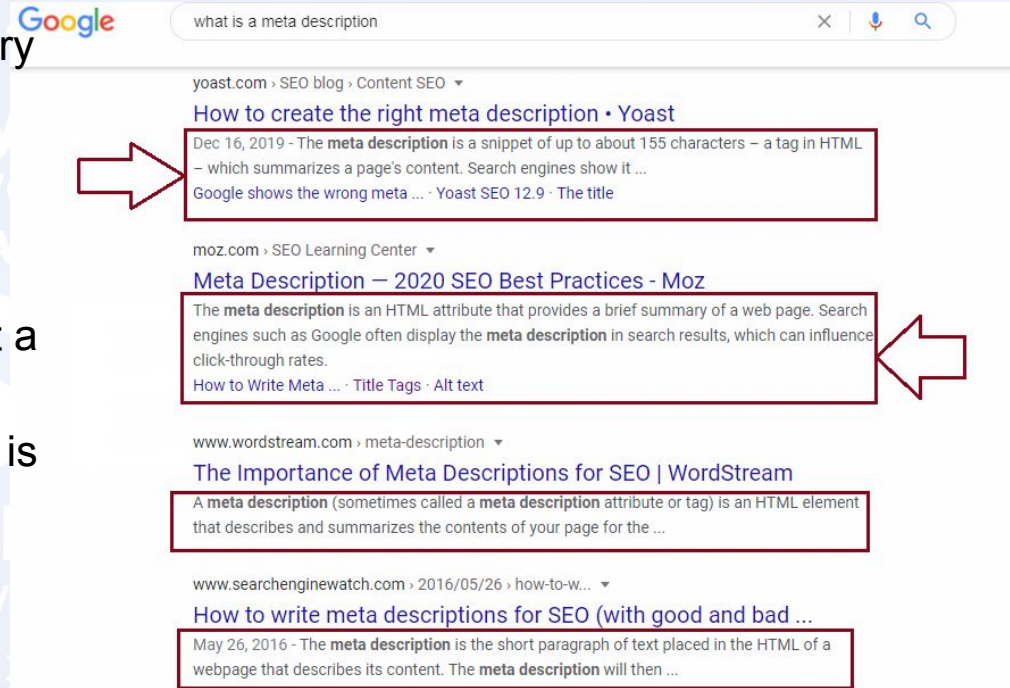 Google
what is a meta description
ry
yoast.com › SEO blog › Content SEO
How to create the right meta description • Yoast
Dec 16, 2019 - The meta description is a snippet of up to about 155 characters – a tag in HTML
– which summarizes a page's content. Search engines show it ...
Google shows the wrong meta ... · Yoast SEO 12.9 · The title
moz.com › SEO Learning Center
Meta Description — 2020 SEO Best Practices - Moz
The meta description is an HTML attribute that provides a brief summary of a web page. Search
engines such as Google often display the meta description in search results, which can influence
click-through rates.
How to Write Meta ... · Title Tags · Alt text
a
is
www.wordstream.com › meta-description
The Importance of Meta Descriptions for SEO | WordStream
A meta description (sometimes called a meta description attribute or tag) is an HTML element
that describes and summarizes the contents of your page for the ...
www.searchenginewatch.com › 2016/05/26 › how-to-w...
How to write meta descriptions for SEO (with good and bad ...
May 26, 2016 - The meta description is the short paragraph of text placed in the HTML of a
webpage that describes its content. The meta description will then ...